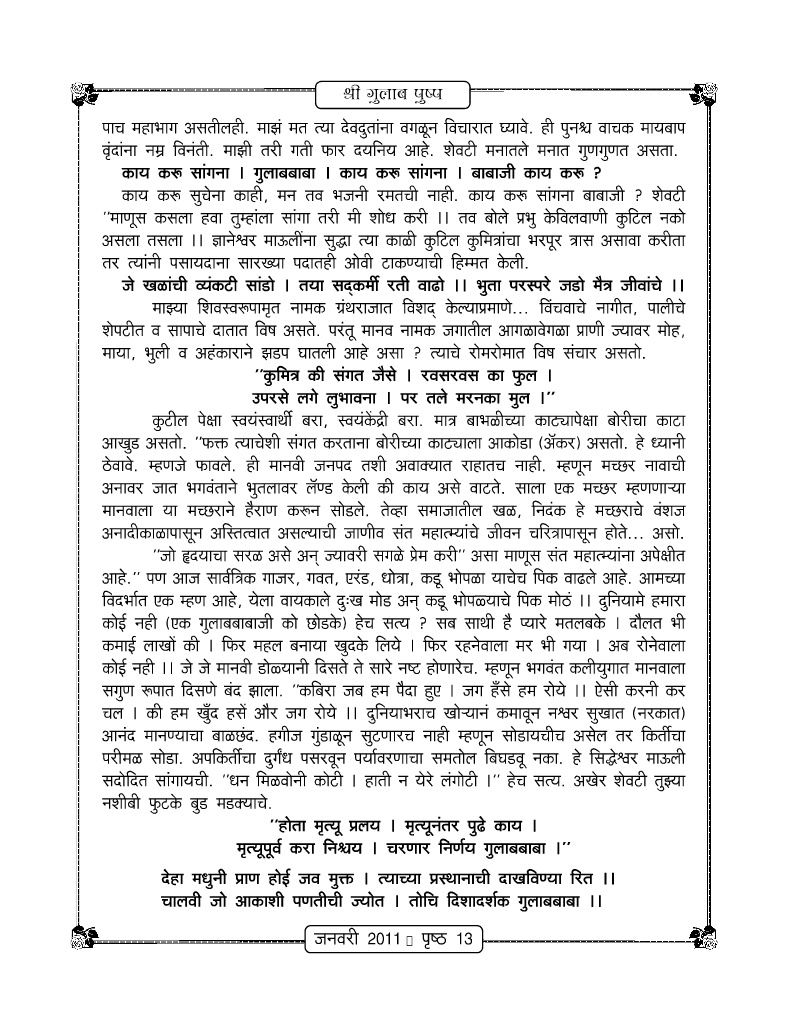 श्री गुलाब पुष्प
पाच महाभाग असतीलही. माझं मत त्या देवदुतांना वगळून विचारात घ्यावे. ही पुनश्च वाचक मायबाप
वृंदांना नम्र विनंती. माझी तरी गती फार दयनिय आहे. शेवटी मनातले मनात गुणगुणत असता.
काय करू सांगना । गुलाबबाबा । काय करू सांगना । बाबाजी काय करू ?
काय करू सुचेना काही, मन तव भजनी रमतची नाही. काय करू सांगना बाबाजी ? शेवटी
‘‘माणूस कसला हवा तुम्हांला सांगा तरी मी शोध करी ।। तव बोले प्रभु केविलवाणी कुटिल नको
असला तसला ।। ज्ञानेश्वर माऊलींना सुद्धा त्या काळी कुटिल कुमित्रांचा भरपूर त्रास असावा करीता
तर त्यांनी पसायदाना सारख्या पदातही ओवी टाकण्याची हिम्मत केली.
जे खळांची व्यंकटी सांडो । तया सद्कर्मी रती वाढो ।। भुता परस्परे जडो मैत्र जीवांचे ।।
माझ्या शिवस्वरूपामृत नामक ग्रंथराजात विशद् केल्याप्रमाणे... विंचवाचे नागीत, पालीचे
शेपटीत व सापाचे दातात विष असते. परंतू मानव नामक जगातील आगळावेगळा प्राणी ज्यावर मोह,
माया, भुली व अहंकाराने झडप घातली आहे असा ? त्याचे रोमरोमात विष संचार असतो.
‘‘कुमित्र की संगत जैसे । रवसरवस का फुल ।
उपरसे लगे लुभावना । पर तले मरनका मुल ।’’
कुटील पेक्षा स्वयंस्वार्थी बरा, स्वयंकेंद्री बरा. मात्र बाभळीच्या काट्यापेक्षा बोरीचा काटा
आखुड असतो. ‘‘फक्त त्याचेशी संगत करताना बोरीच्या काट्याला आकोडा (ॲकर) असतो. हे ध्यानी
ठेवावे. म्हणजे फावले. ही मानवी जनपद तशी अवाक्यात राहातच नाही. म्हणून मच्छर नावाची
अनावर जात भगवंताने भुतलावर लॅण्ड केली की काय असे वाटते. साला एक मच्छर म्हणणाऱ्या
मानवाला या मच्छराने हैराण करून सोडले. तेव्हा समाजातील खळ, निदंक हे मच्छराचे वंशज
अनादीकाळापासून अस्तित्वात असल्याची जाणीव संत महात्म्यांचे जीवन चरित्रापासून होते... असो.
‘‘जो हृदयाचा सरळ असे अन् ज्यावरी सगळे प्रेम करी’’ असा माणूस संत महात्म्यांना अपेक्षीत
आहे.’’ पण आज सार्वत्रिक गाजर, गवत, एरंड, धोत्रा, कडू भोपळा याचेच पिक वाढले आहे. आमच्या
विदर्भात एक म्हण आहे, येला वायकाले दुःख मोड अन् कडू भोपळ्याचे पिक मोठं ।। दुनियामे हमारा
कोई नही (एक गुलाबबाबाजी को छोडके) हेच सत्य ? सब साथी है प्यारे मतलबके । दौलत भी
कमाई लाखों की । फिर महल बनाया खुदके लिये । फिर रहनेवाला मर भी गया । अब रोनेवाला
कोई नही ।। जे जे मानवी डोळ्यानी दिसते ते सारे नष्ट होणारेच. म्हणून भगवंत कलीयुगात मानवाला
सगुण रूपात दिसणे बंद झाला. ‘‘कबिरा जब हम पैदा हुए । जग हँसे हम रोये ।। ऐसी करनी कर
चल । की हम खुँद हसें और जग रोये ।। दुनियाभराच खोऱ्यानं कमावून नश्वर सुखात (नरकात)
आनंद मानण्याचा बाळछंद. हगीज गुंडाळून सुटणारच नाही म्हणून सोडायचीच असेल तर किर्तीचा
परीमळ सोडा. अपकिर्तीचा दुर्गंध पसरवून पर्यावरणाचा समतोल बिघडवू नका. हे सिद्धेश्वर माऊली
सदोदित सांगायची. ‘‘धन मिळवोनी कोटी । हाती न येरे लंगोटी ।’’ हेच सत्य. अखेर शेवटी तुझ्या
नशीबी फुटके बुड मडक्याचे.
‘‘होता मृत्यू प्रलय । मृत्यूनंतर पुढे काय ।
मृत्यूपूर्व करा निश्चय । चरणार निर्णय गुलाबबाबा ।’’
देहा मधुनी प्राण होई जव मुक्त । त्याच्या प्रस्थानाची दाखविण्या रित ।।
चालवी जो आकाशी पणतीची ज्योत । तोचि दिशादर्शक गुलाबबाबा ।।
जनवरी 2011 □ पृष्ठ 13